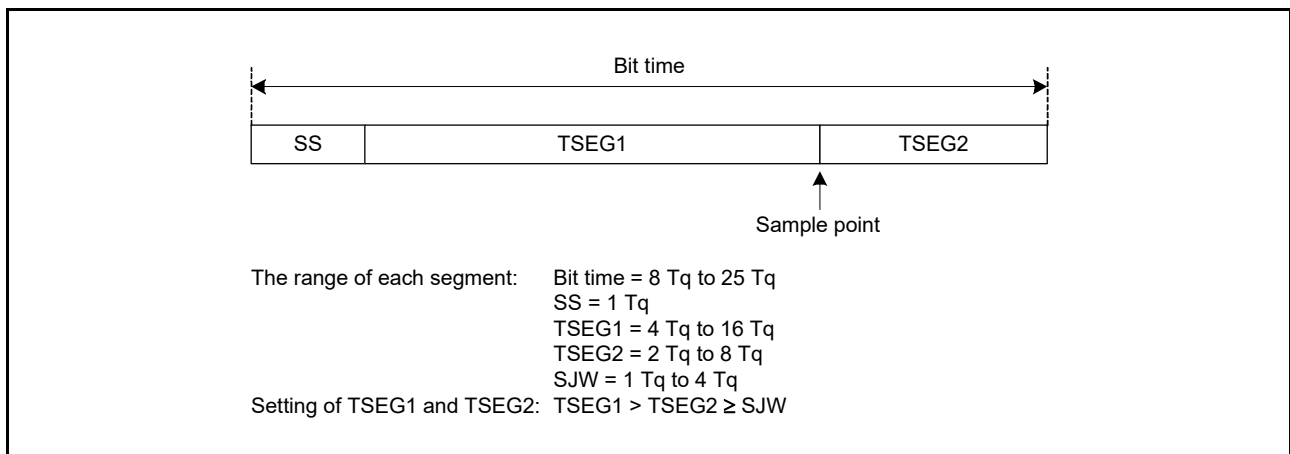 Bit time
SS TSEG1 TSEG2
Sample point
The range of each segment: Bit time = 8 Tq to 25 Tq
SS = 1 Tq
TSEG1 = 4 Tq to 16 Tq
TSEG2 = 2 Tq to 8 Tq
SJW = 1 Tq to 4 Tq
Setting of TSEG1 and TSEG2: TSEG1 > TSEG2 ≥ SJW